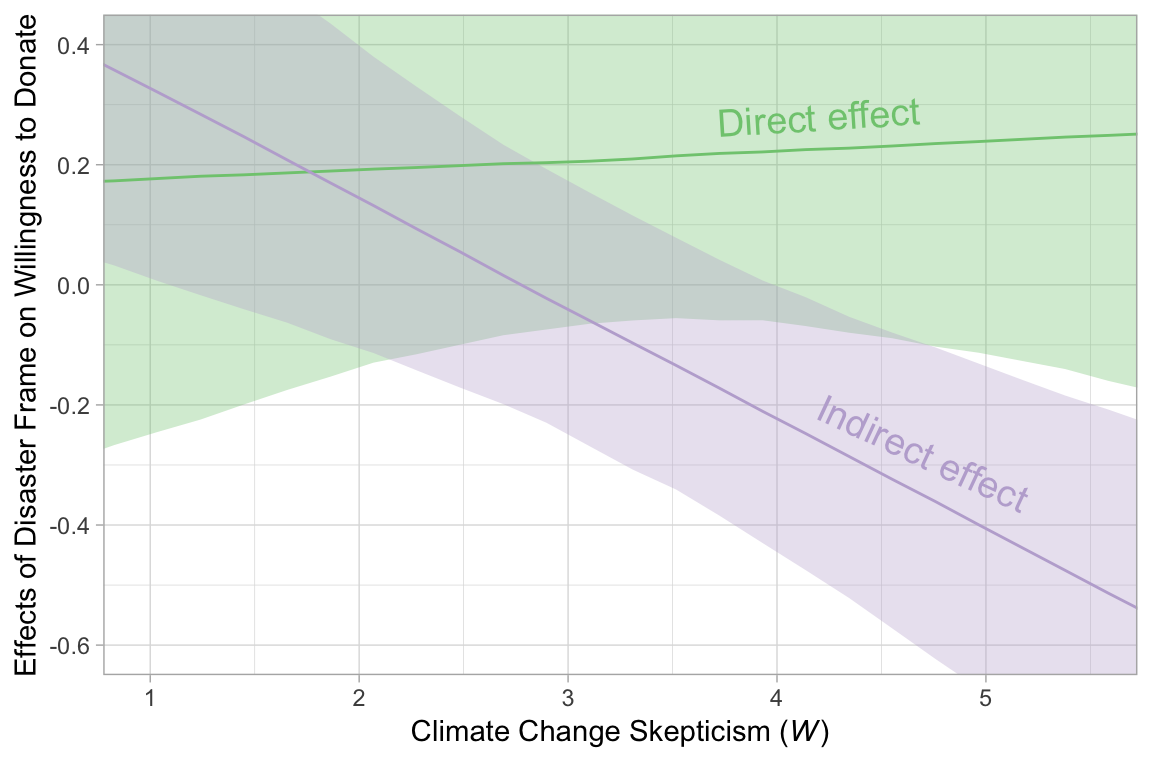 Effects of Disaster Frame on Willingness to Donate
0.4
0.2
0.0
-0.2
-0.4
-0.6
Direct effect
Indirect effect
1 2 3 4 5
Climate Change Skepticism (W)